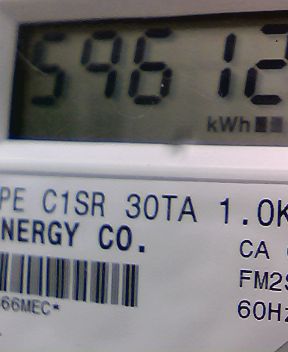 59612
kWh
PE C1SR 30TA 1.0K
NERGY CO.
CA
FM2S
66MEC*
60Hz